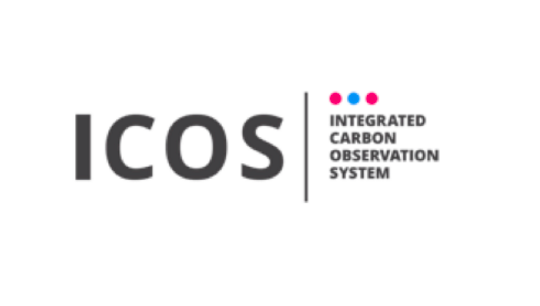 ICOS
INTEGRATED
CARBON
OBSERVATION
SYSTEM